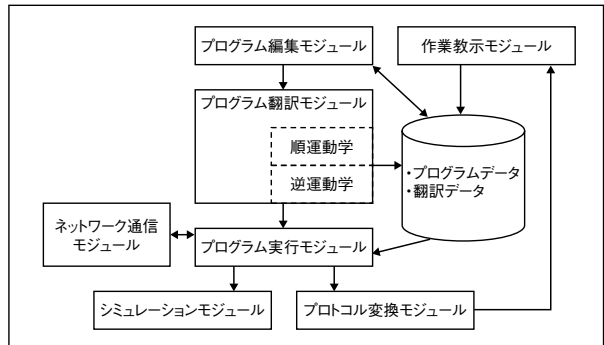 プログラム編集モジュール
作業教示モジュール
プログラム翻訳モジュール
順運動学
逆運動学
・プログラムデータ
・翻訳データ
ネットワーク通信
モジュール
プログラム実行モジュール
シミュレーションモジュール
プロトコル変換モジュール